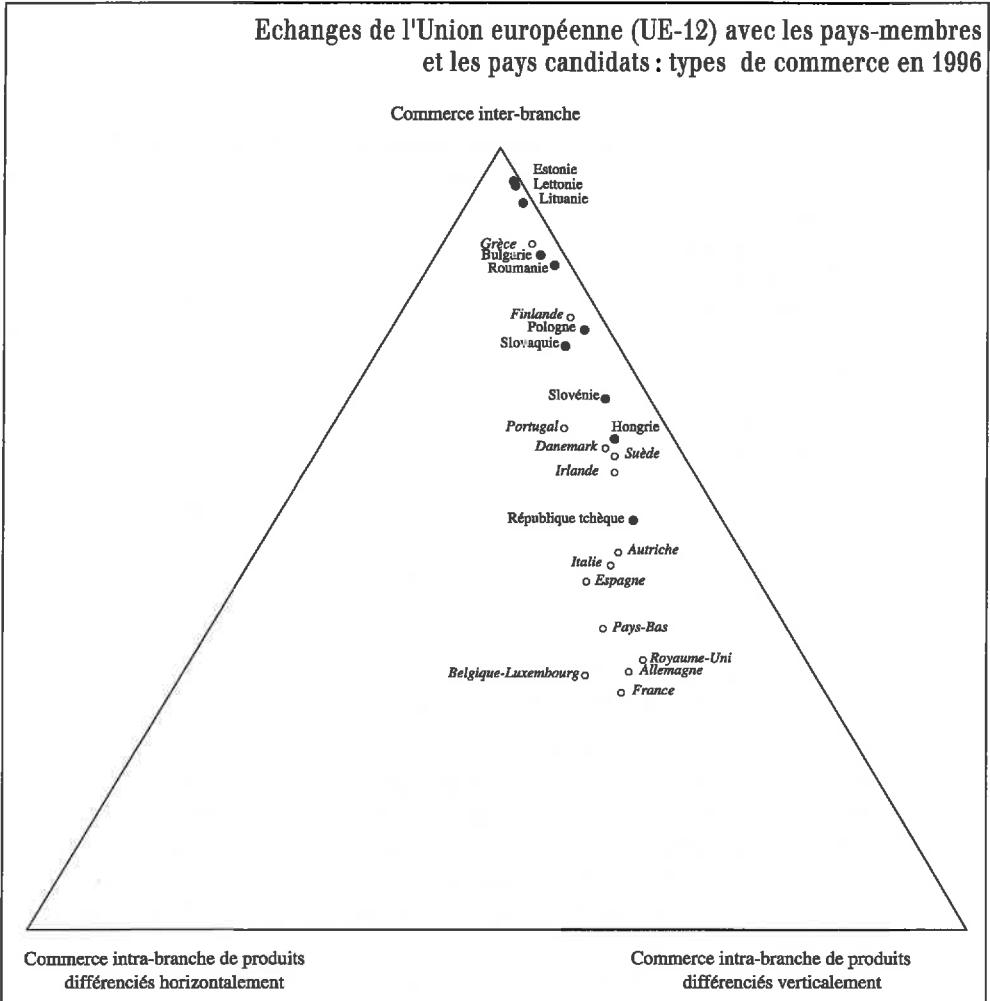 Echanges de l'Union européenne (UE-12) avec les pays-membres
et les pays candidats : types de commerce en 1996
Commerce inter-branche
Estonie
Lettonie
Lituanie
Grèce
Bulgarie
Roumanie
Finlande
Pologne
Slovaquie
Slovénie
Portugal
Hongrie
Danemark
Suède
Irlande
République tchèque
Autriche
Italie
Espagne
Pays-Bas
Royaume-Uni
Belgique-Luxembourg
Allemagne
France
Commerce intra-branche de produits
différenciés horizontalement
Commerce intra-branche de produits
différenciés verticalement